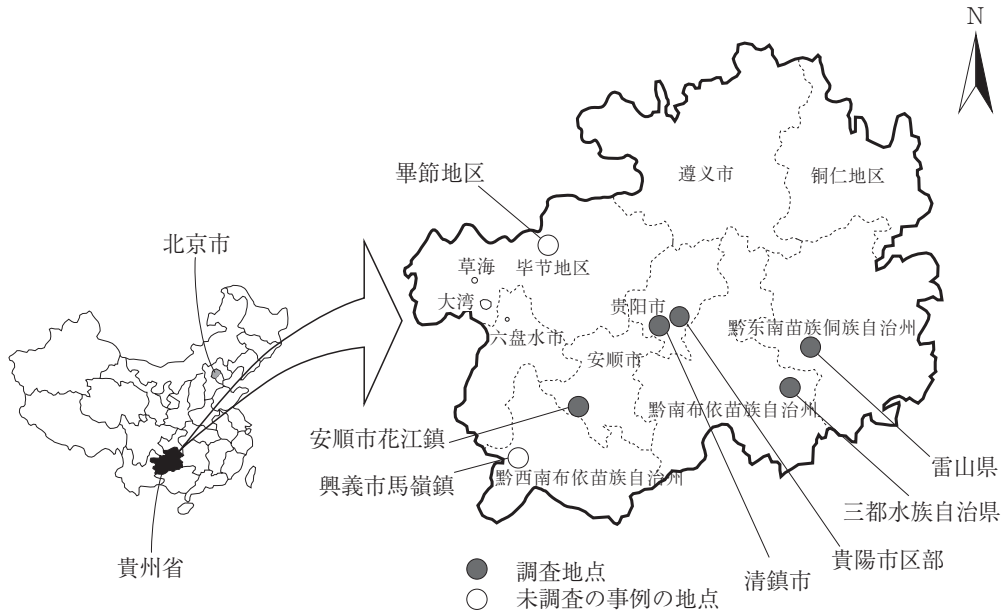 N
遵义市
铜仁地区
畢節地区
北京市
草海
毕节地区
大湾
贵阳市
六盘水市
黔东南苗族侗族自治州
安顺市
黔南布依苗族自治州
安順市花江鎮
雷山県
興義市馬嶺鎮
黔西南布依苗族自治州
三都水族自治県
貴陽市区部
貴州省
清鎮市
調査地点
未調査の事例の地点